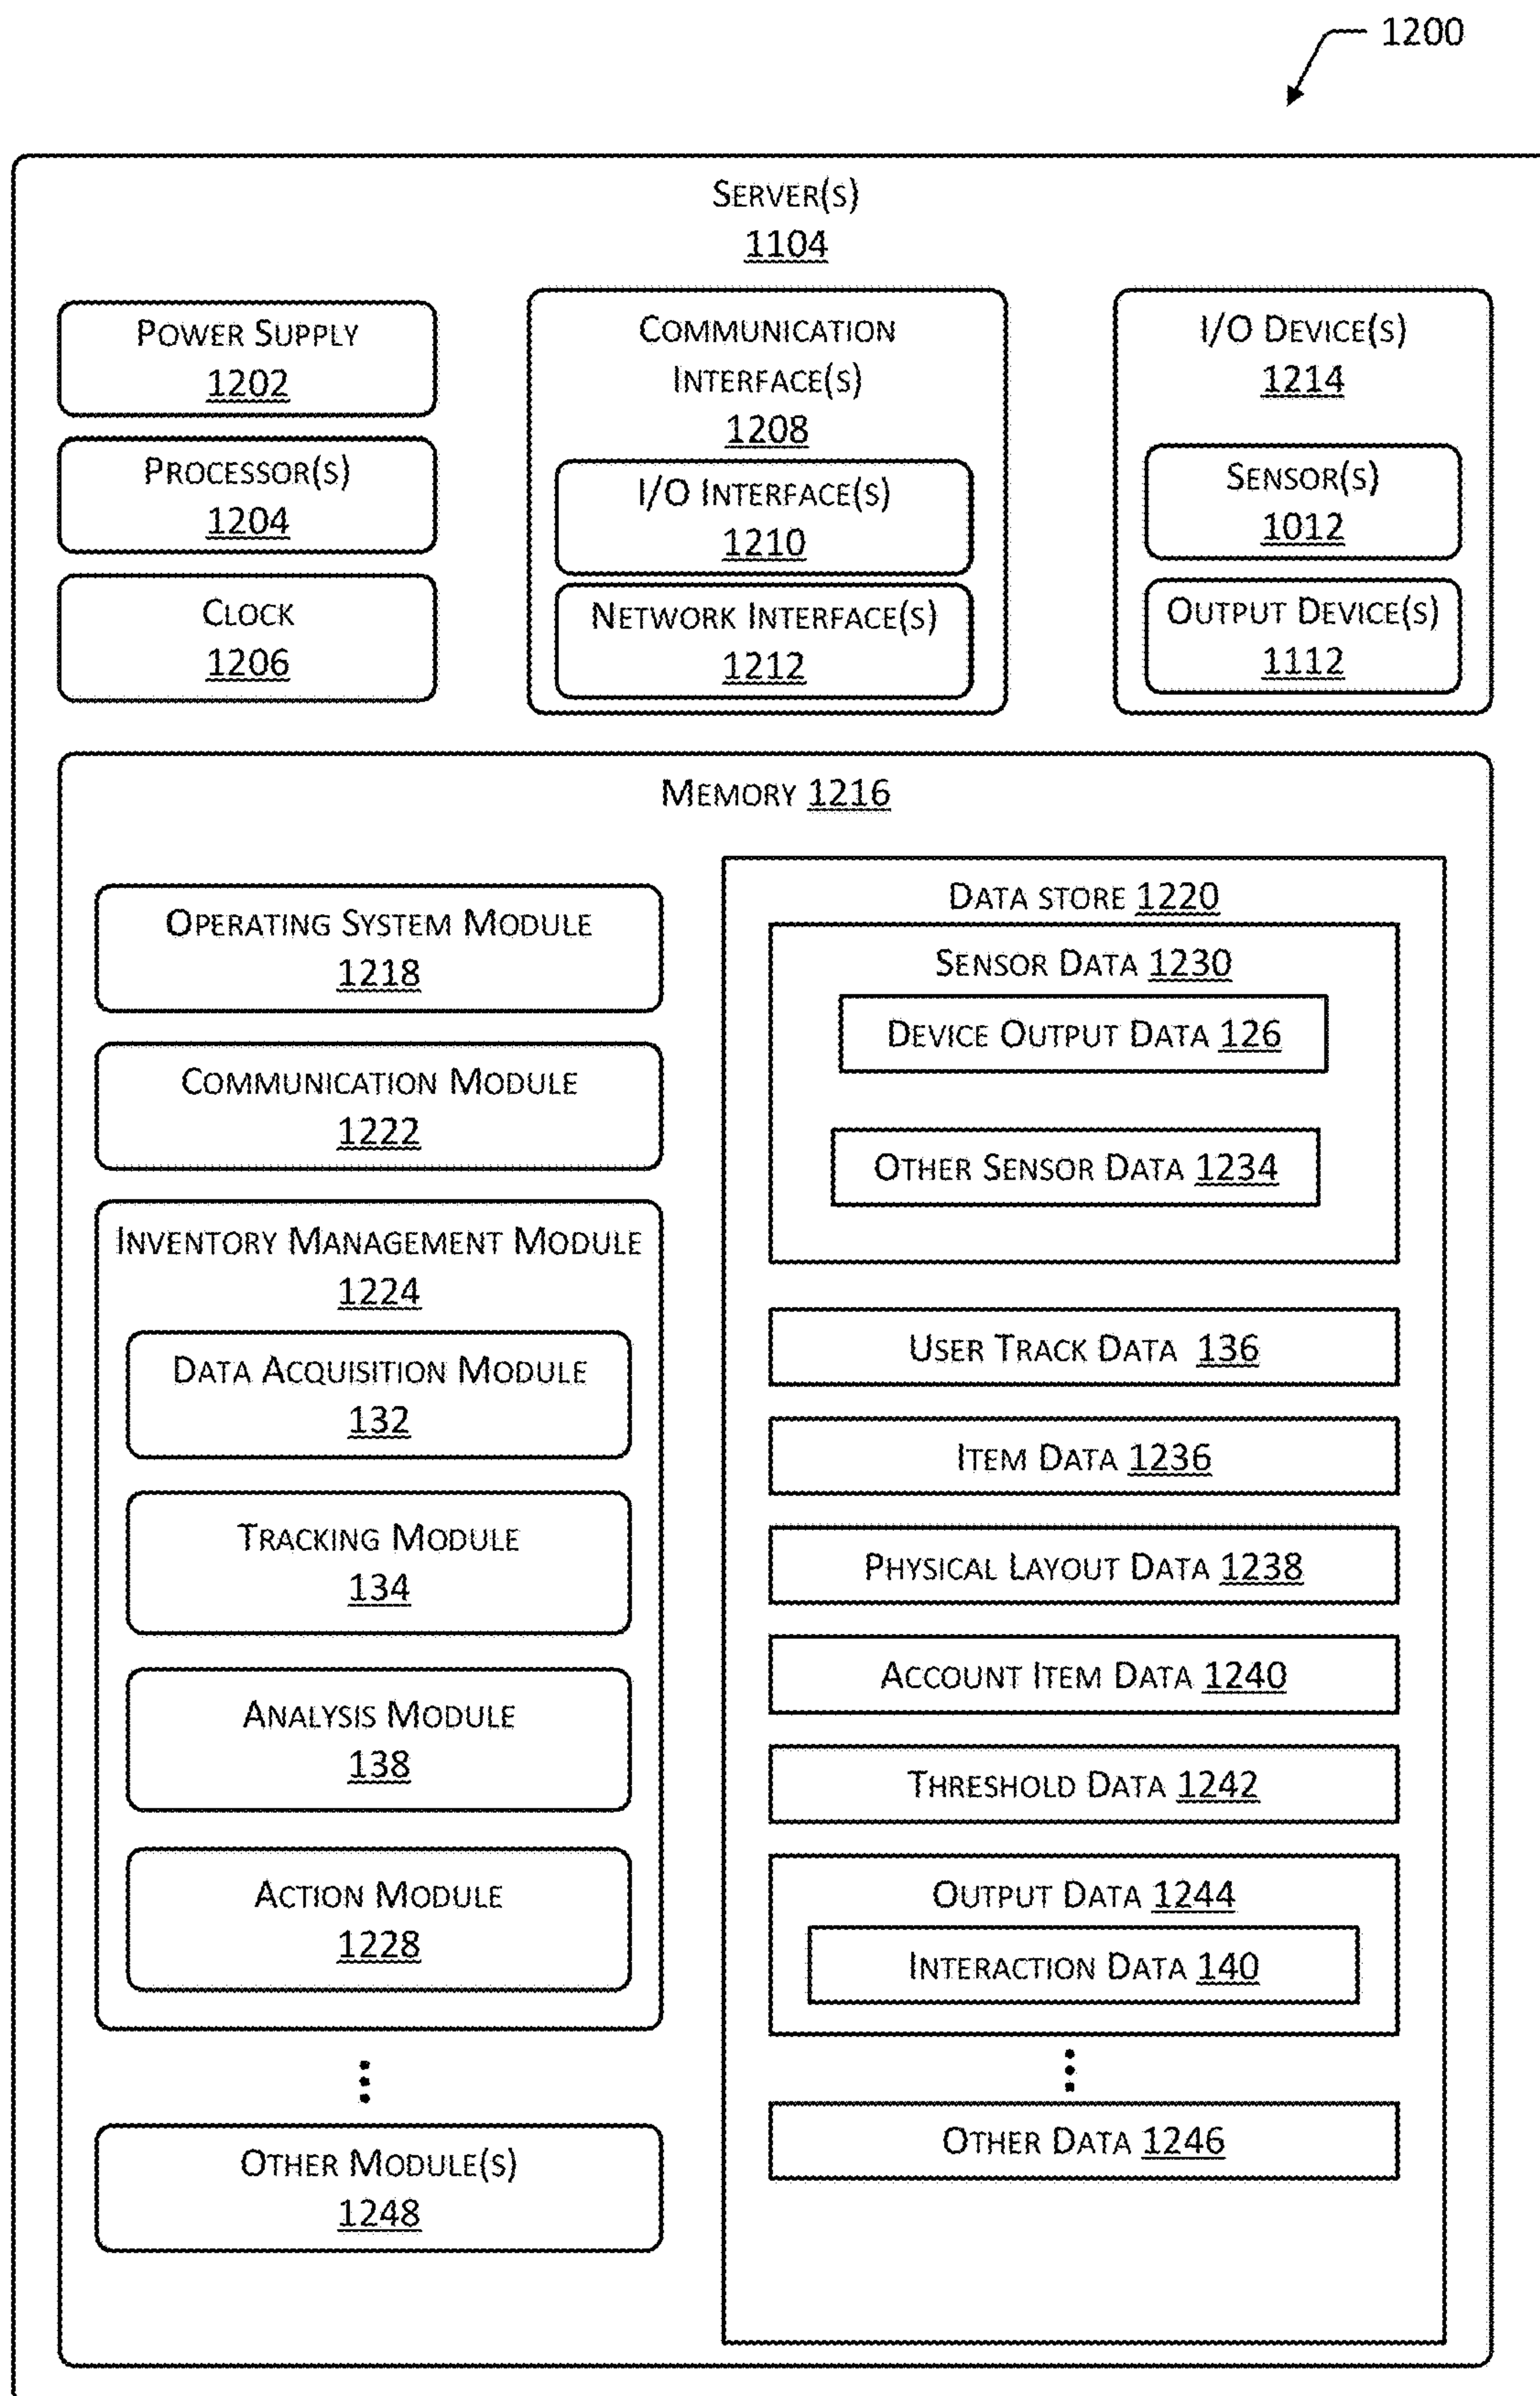 1200
SERVER(S)
1104
POWER SUPPLY
1202
PROCESSOR(S)
1204
CLOCK
1206
COMMUNICATION
INTERFACE(S)
1208
I/O INTERFACE(S)
1210
NETWORK INTERFACE(S)
1212
I/O DEVICE(S)
1214
SENSOR(S)
1012
OUTPUT DEVICE(S)
1112
MEMORY 1216
OPERATING SYSTEM MODULE
1218
COMMUNICATION MODULE
1222
INVENTORY MANAGEMENT MODULE
1224
DATA ACQUISITION MODULE
132
TRACKING MODULE
134
ANALYSIS MODULE
138
ACTION MODULE
1228
OTHER MODULE(S)
1248
DATA STORE 1220
SENSOR DATA 1230
DEVICE OUTPUT DATA 126
OTHER SENSOR DATA 1234
USER TRACK DATA 136
ITEM DATA 1236
PHYSICAL LAYOUT DATA 1238
ACCOUNT ITEM DATA 1240
THRESHOLD DATA 1242
OUTPUT DATA 1244
INTERACTION DATA 140
OTHER DATA 1246